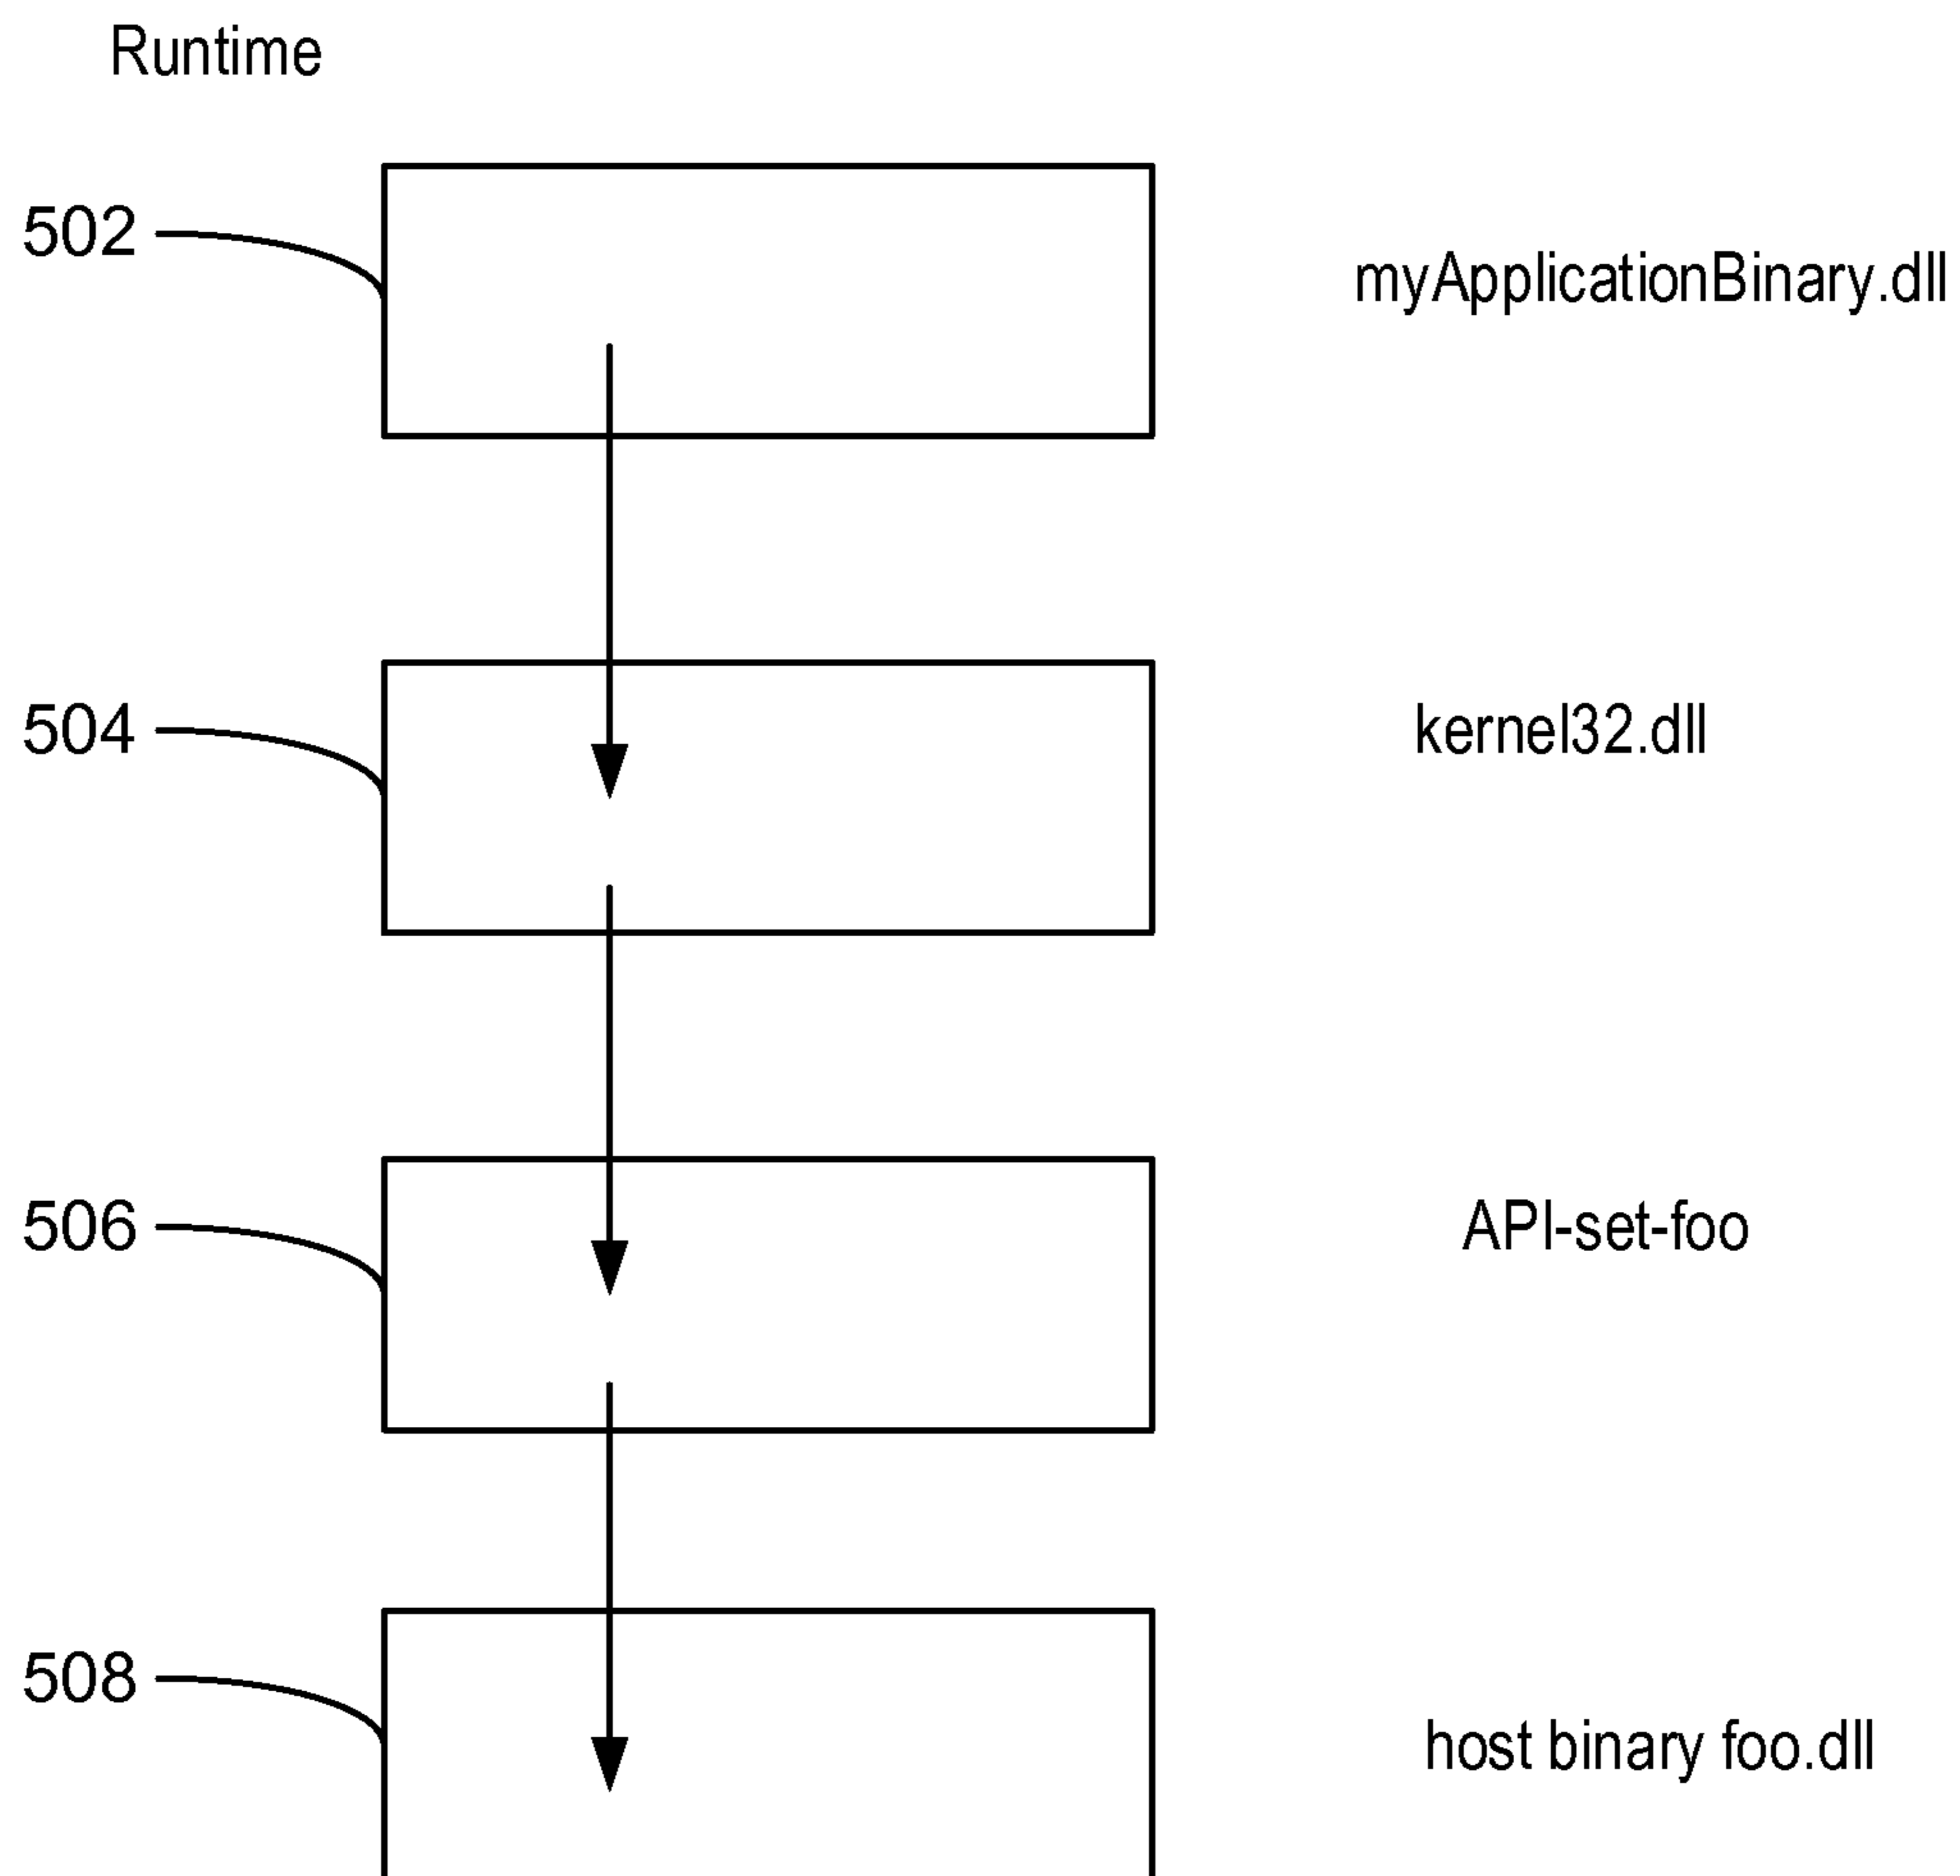 Runtime
502
myApplicationBinary.dll
504
kernel32.dll
506
API-set-foo
508
host binary foo.dll